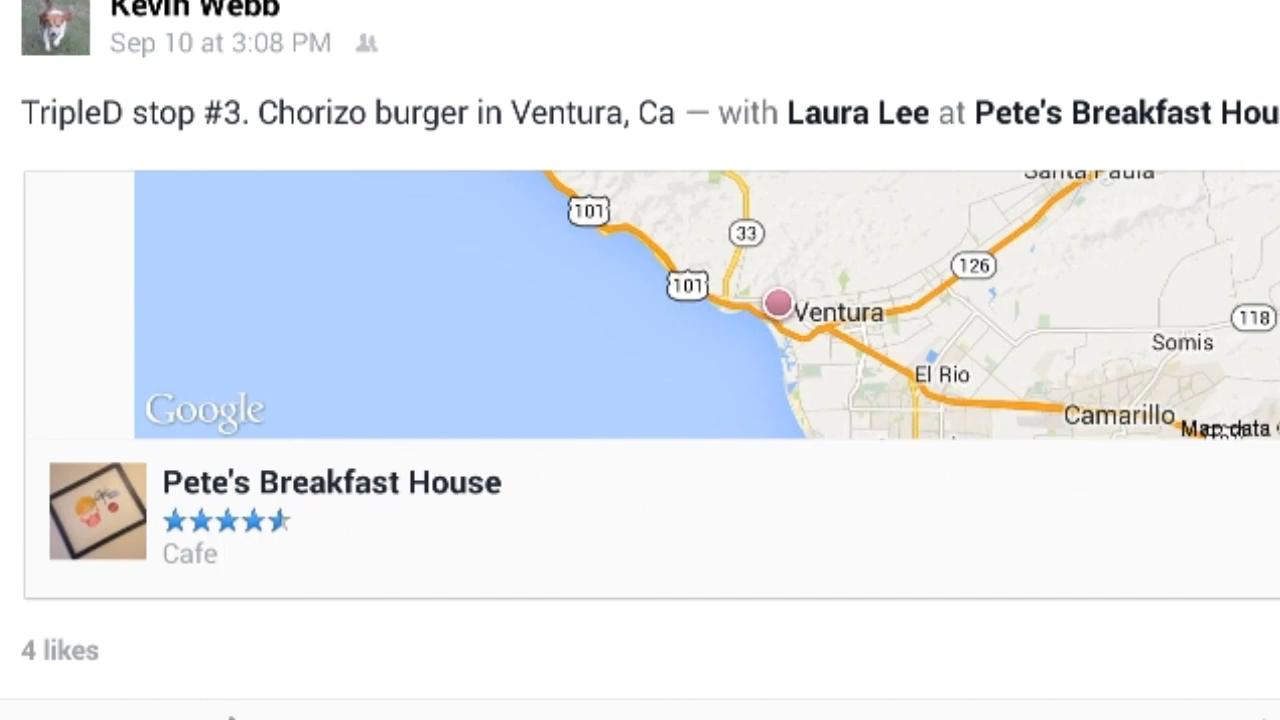 Kevin Webb
Sep 10 at 3:08 PM
TripleD stop #3. Chorizo burger in Ventura, Ca — with Laura Lee at Pete's Breakfast Hou
Santa Paula
101
33
126
101
Ventura
118
Somis
El Rio
Camarillo
Google
Map data
Pete's Breakfast House
Cafe
4 likes